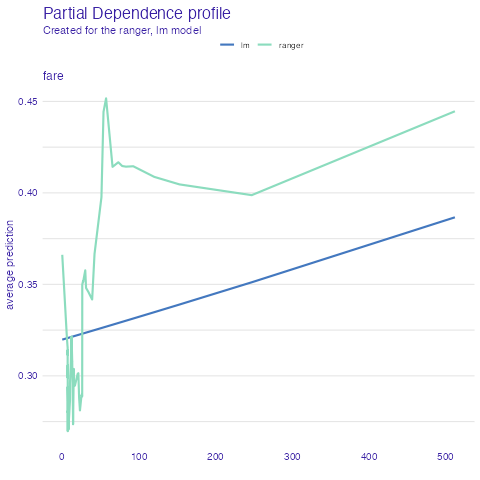 Partial Dependence profile
Created for the ranger, lm model
lm ranger
fare
0.45
0.40
0.35
0.30
average prediction
0 100 200 300 400 500